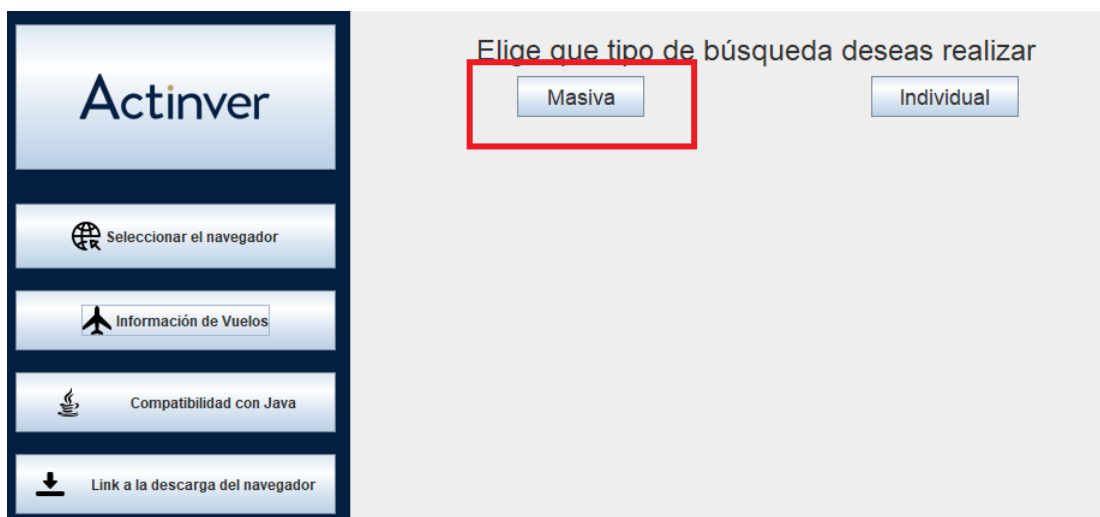 Actinver
Seleccionar el navegador
Información de Vuelos
Compatibilidad con Java
Link a la descarga del navegador
Elige que tipo de búsqueda deseas realizar
Masiva
Individual